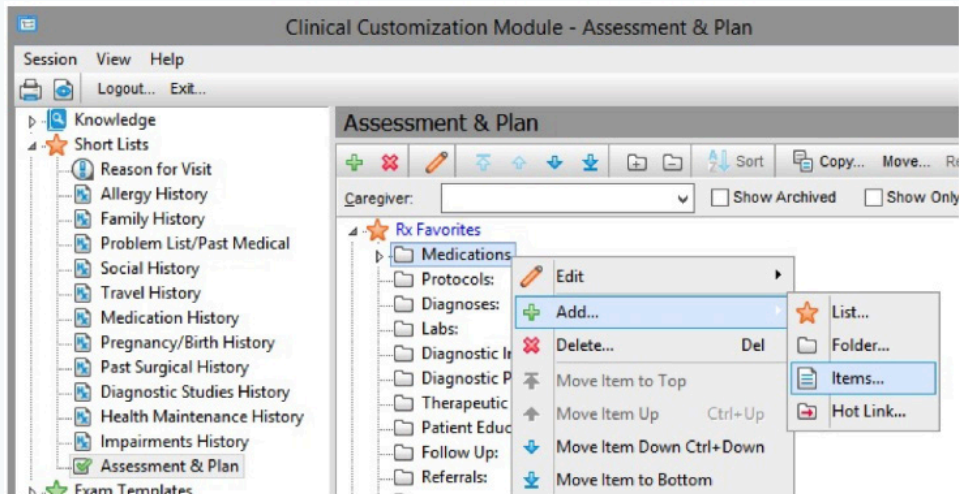 Clinical Customization Module - Assessment & Plan
Session View Help
Logout... Exit...
Knowledge
Short Lists
Reason for Visit
Allergy History
Family History
Problem List/Past Medical
Social History
Travel History
Medication History
Pregnancy/Birth History
Past Surgical History
Diagnostic Studies History
Health Maintenance History
Impairments History
Assessment & Plan
Exam Templates
Assessment & Plan
Sort Copy... Move...
Caregiver: Show Archived Show Only
Rx Favorites
Medications
Protocols:
Diagnoses:
Labs:
Diagnostic
Diagnostic
Therapeutic
Patient
Follow Up:
Referrals:
Edit
Add...
Delete... Del
Move Item to Top
Move Item Up Ctrl+Up
Move Item Down Ctrl+Down
Move Item to Bottom
List...
Folder...
Items...
Hot Link...